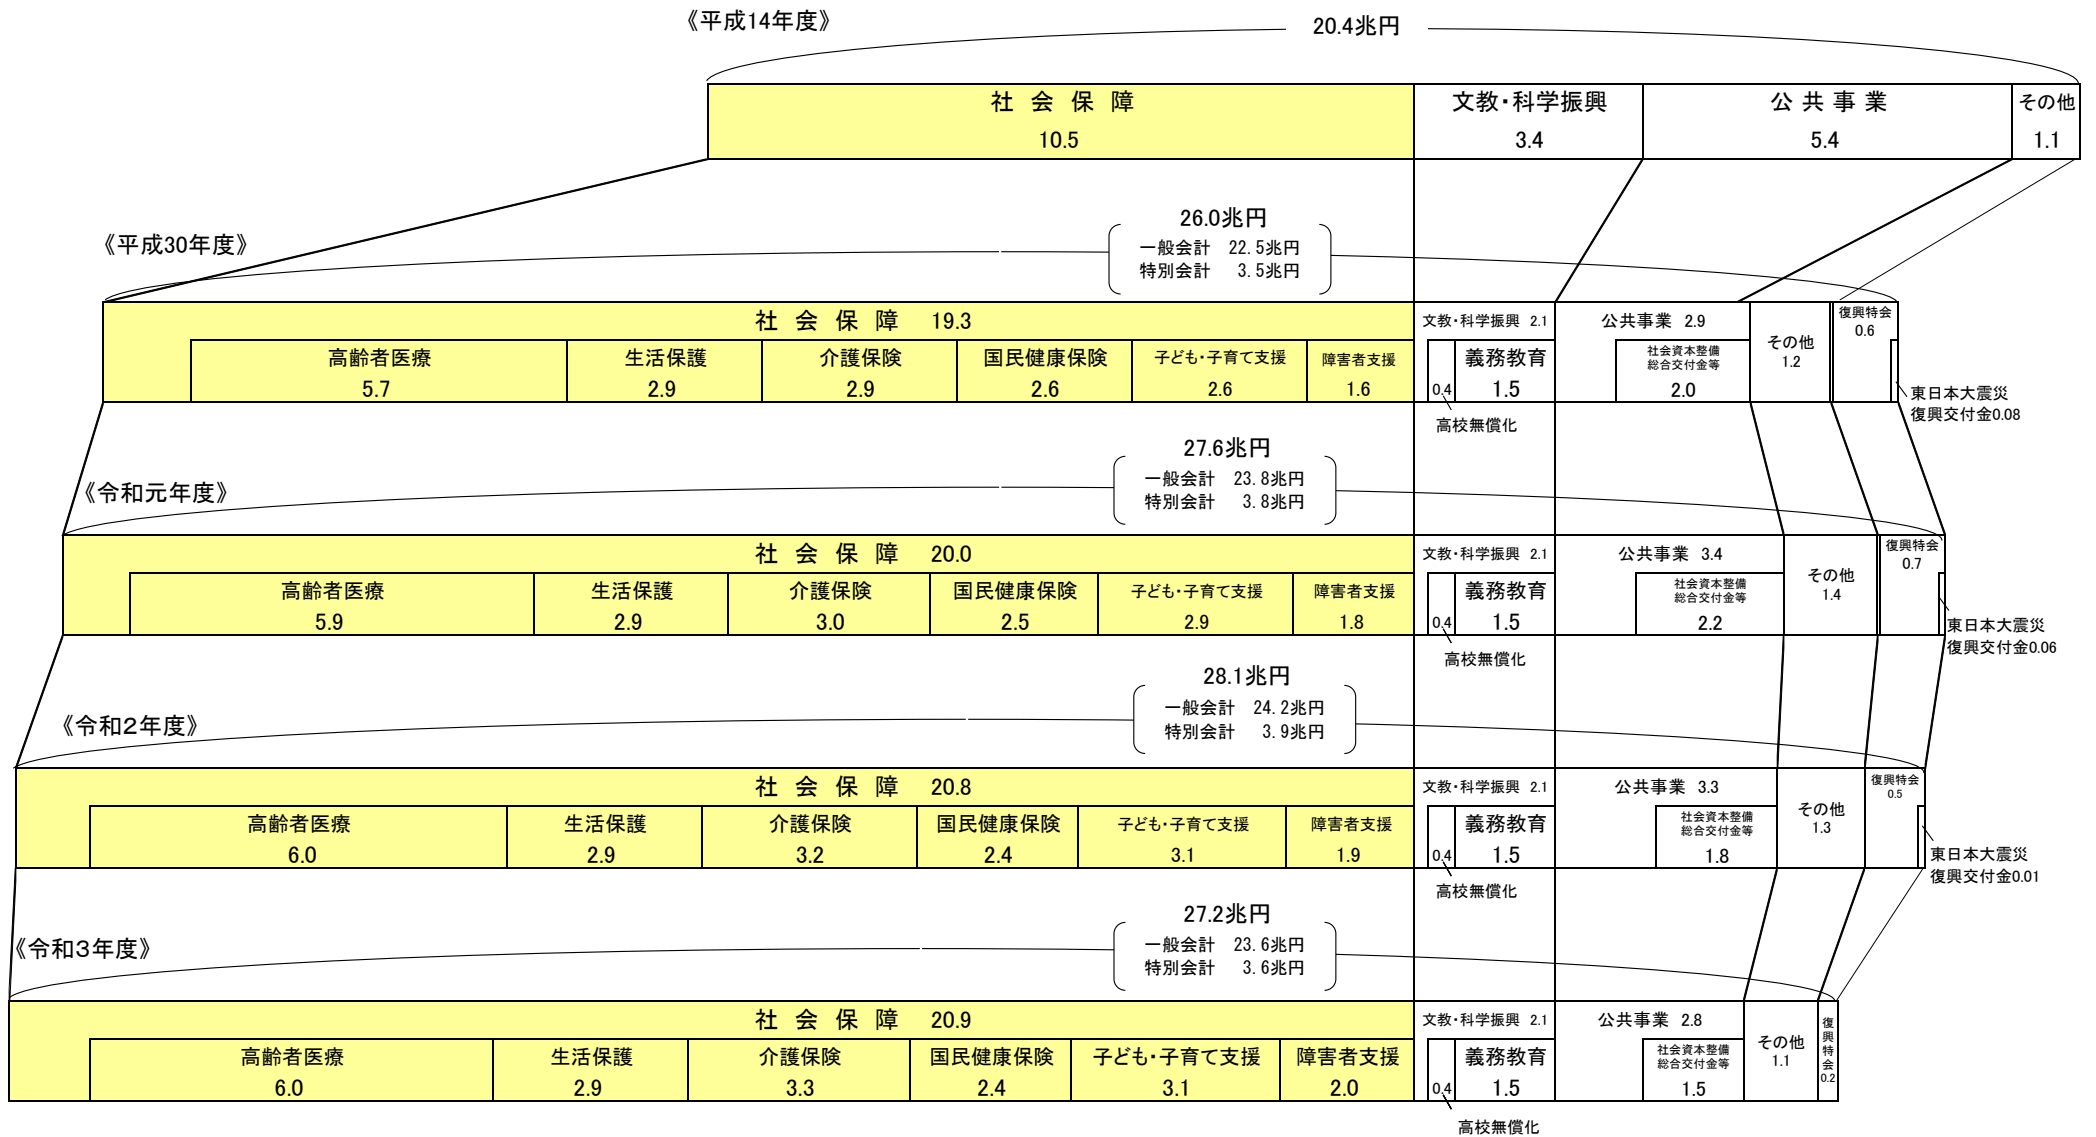 《平成14年度》
20.4兆円
社会保障
文教・科学振興
公共事業
その他
10.5
3.4
5.4
1.1
《平成30年度》
26.0兆円
一般会計 22.5兆円
特別会計 3.5兆円
社会保障 19.3
文教・科学振興 2.1
公共事業 2.9
その他
1.2
復興特会
0.6
高齢者医療
5.7
生活保護
2.9
介護保険
2.9
国民健康保険
2.6
子ども・子育て支援
2.6
障害者支援
1.6
0.4
義務教育
1.5
社会資本整備
総合交付金等
2.0
東日本大震災
復興交付金0.08
高校無償化
《令和元年度》
27.6兆円
一般会計 23.8兆円
特別会計 3.8兆円
社会保障 20.0
文教・科学振興 2.1
公共事業 3.4
その他
1.4
復興特会
0.7
高齢者医療
5.9
生活保護
2.9
介護保険
3.0
国民健康保険
2.5
子ども・子育て支援
2.9
障害者支援
1.8
0.4
義務教育
1.5
社会資本整備
総合交付金等
2.2
東日本大震災
復興交付金0.06
高校無償化
《令和2年度》
28.1兆円
一般会計 24.2兆円
特別会計 3.9兆円
社会保障 20.8
文教・科学振興 2.1
公共事業 3.3
その他
1.3
復興特会
0.5
高齢者医療
6.0
生活保護
2.9
介護保険
3.2
国民健康保険
2.4
子ども・子育て支援
3.1
障害者支援
1.9
0.4
義務教育
1.5
社会資本整備
総合交付金等
1.8
東日本大震災
復興交付金0.01
高校無償化
《令和3年度》
27.2兆円
一般会計 23.6兆円
特別会計 3.6兆円
社会保障 20.9
文教・科学振興 2.1
公共事業 2.8
その他
1.1
復興特会
0.2
高齢者医療
6.0
生活保護
2.9
介護保険
3.3
国民健康保険
2.4
子ども・子育て支援
3.1
障害者支援
2.0
0.4
義務教育
1.5
社会資本整備
総合交付金等
1.5
高校無償化